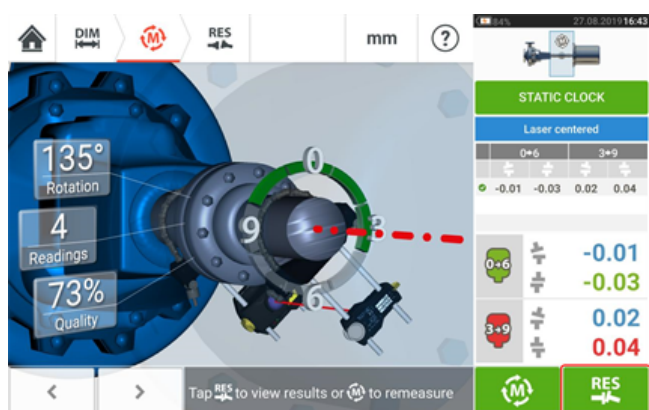 DIM
M
RES
mm
?
84%
27.08.2019 16:43
STATIC CLOCK
Laser centered
0→6 3→9
-0.01 -0.03 0.02 0.04
135°
Rotation
4
Readings
73%
Quality
0
3
6
9
0→6
-0.01
-0.03
3→9
0.02
0.04
Tap RES to view results or M to remeasure
M
RES